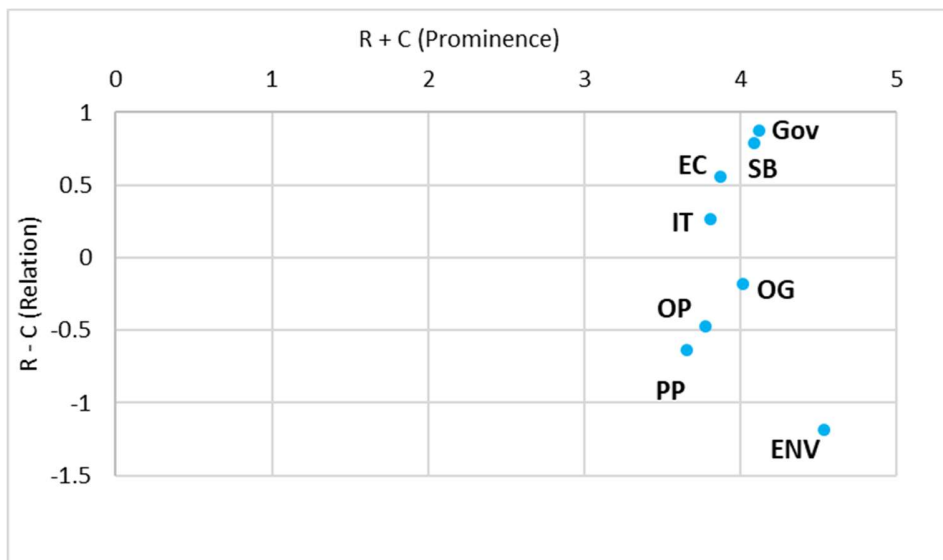 R + C (Prominence)
0 1 2 3 4 5
1
Gov
EC SB
0.5
IT
0
OG
OP
-0.5
PP
-1
ENV
-1.5
R - C (Relation)